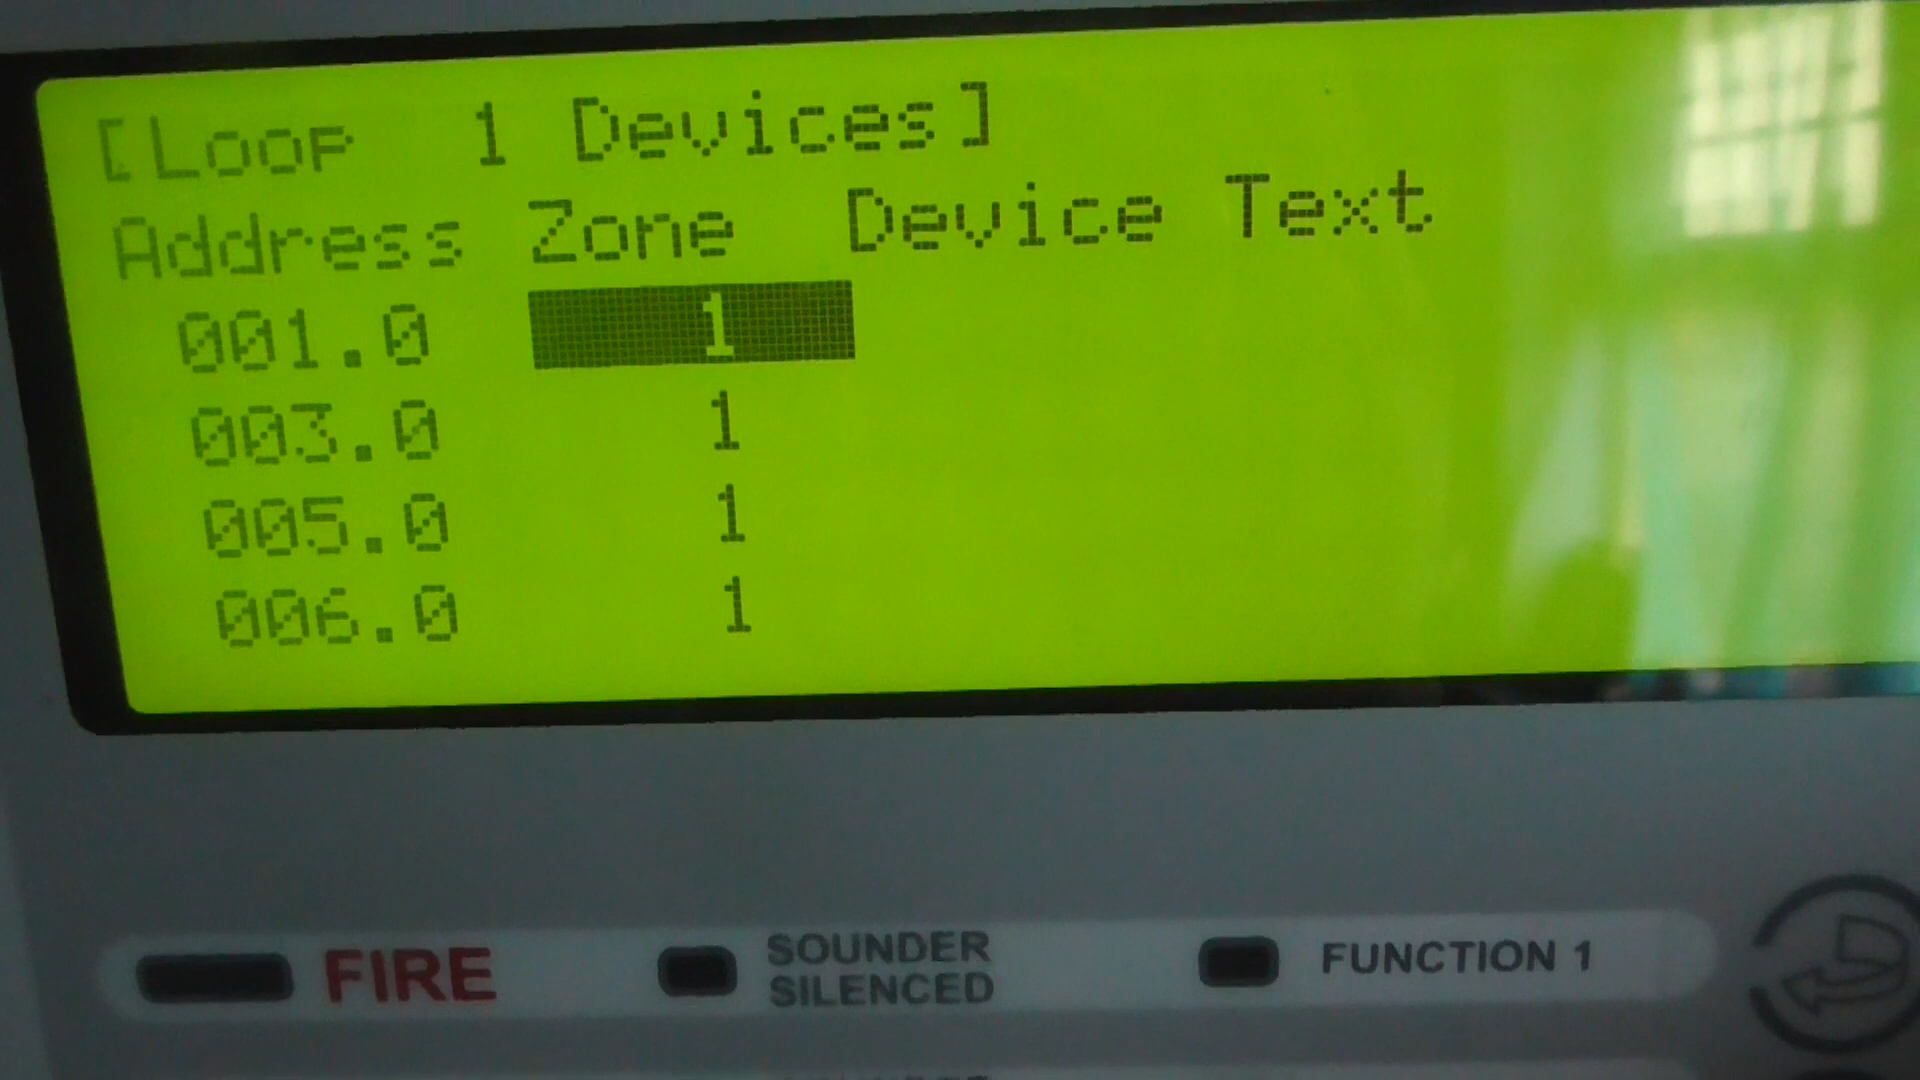 [Loop 1 Devices]
Address Zone Device Text
001.0 1
003.0 1
005.0 1
006.0 1
FIRE
SOUNDER
SILENCED
FUNCTION 1